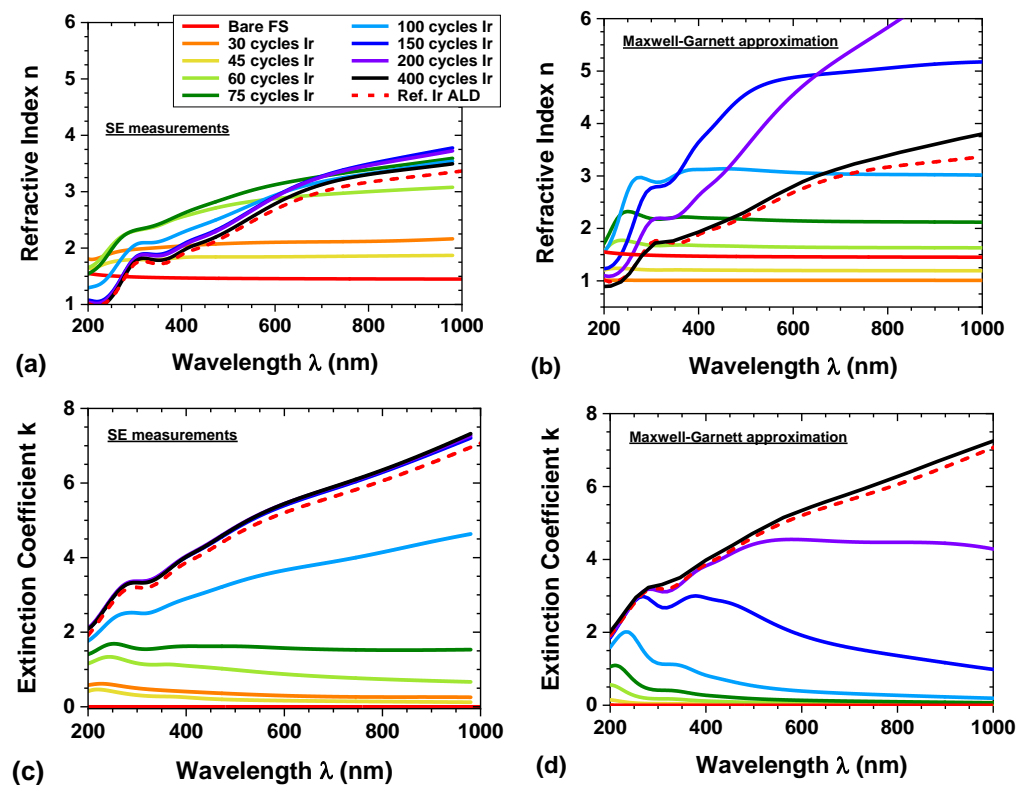 Bare FS
30 cycles Ir
45 cycles Ir
60 cycles Ir
75 cycles Ir
100 cycles Ir
150 cycles Ir
200 cycles Ir
400 cycles Ir
Ref. Ir ALD
SE measurements
Refractive Index n
6
5
4
3
2
1
200 400 600 800 1000
Wavelength λ (nm)
(a)
Maxwell-Garnett approximation
Refractive Index n
6
5
4
3
2
1
200 400 600 800 1000
Wavelength λ (nm)
(b)
SE measurements
Extinction Coefficient k
8
6
4
2
0
200 400 600 800 1000
Wavelength λ (nm)
(c)
Maxwell-Garnett approximation
Extinction Coefficient k
8
6
4
2
0
200 400 600 800 1000
Wavelength λ (nm)
(d)